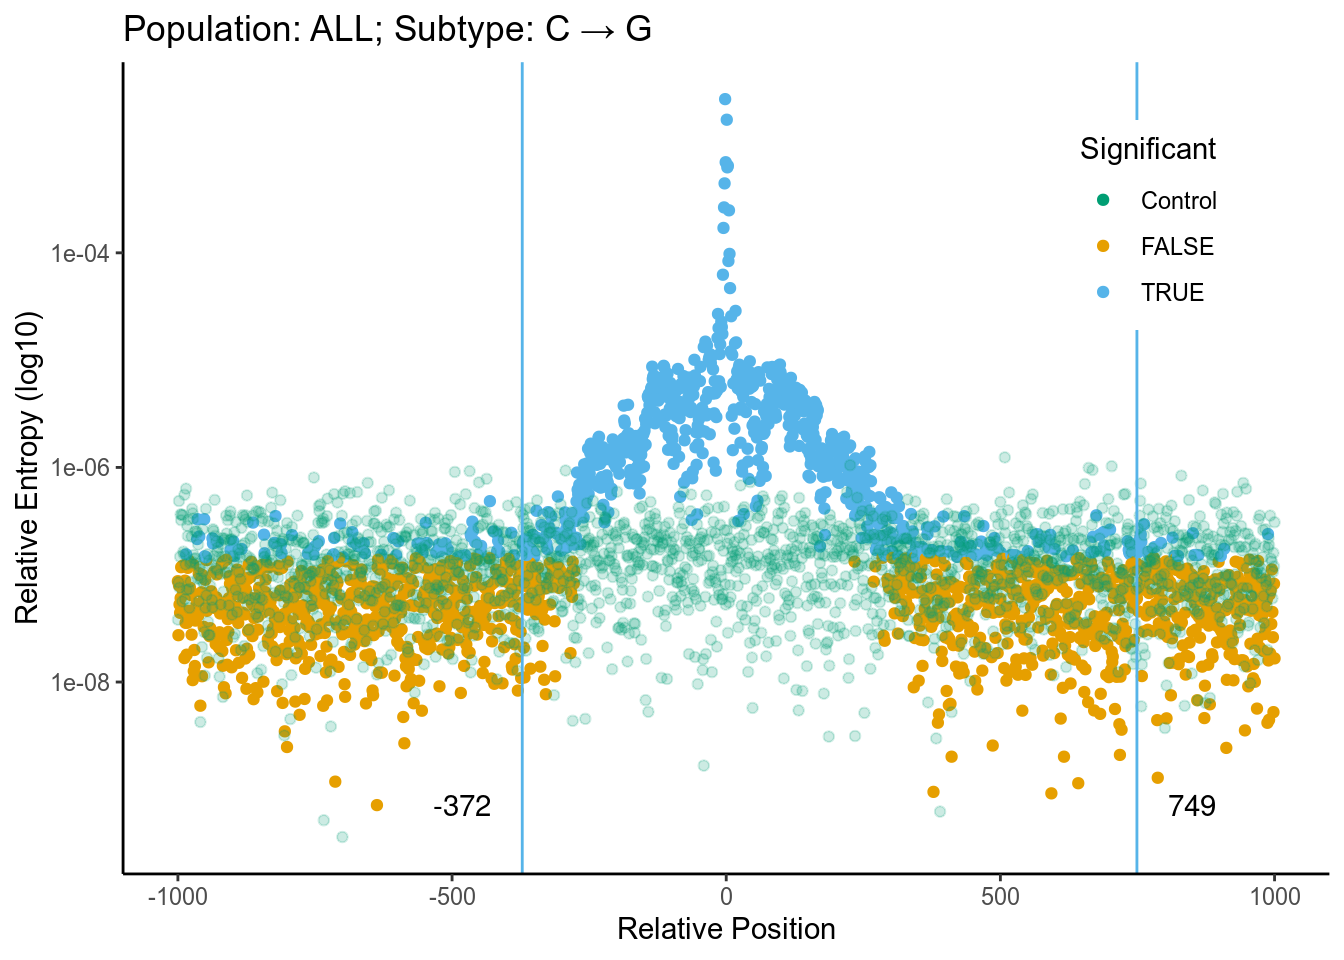 Population: ALL; Subtype: C → G
Significant
Control
FALSE
TRUE
Relative Entropy (log10)
1e-04
1e-06
1e-08
-372
749
-1000
-500
0
500
1000
Relative Position